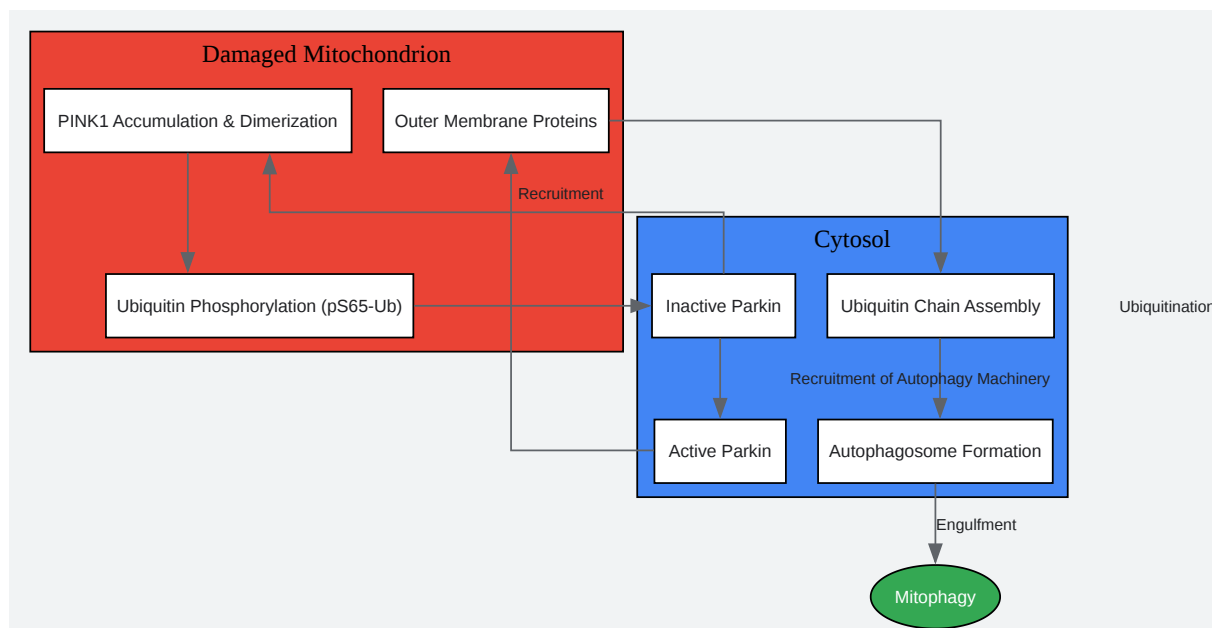 Damaged Mitochondrion
PINK1 Accumulation & Dimerization
Outer Membrane Proteins
Recruitment
Cytosol
Ubiquitin Phosphorylation (pS65-Ub)
Inactive Parkin
Ubiquitin Chain Assembly
Ubiquitination
Recruitment of Autophagy Machinery
Active Parkin
Autophagosome Formation
Engulfment
Mitophagy